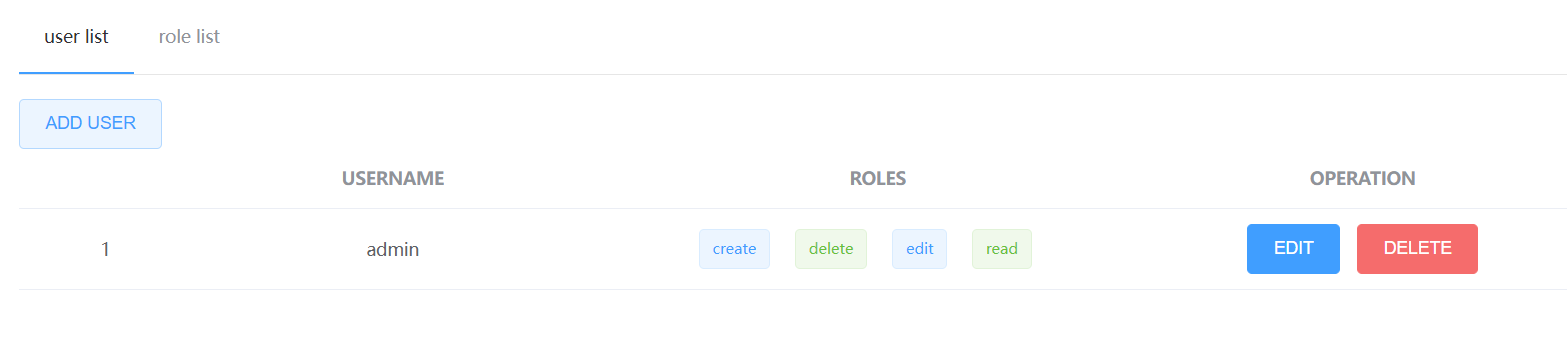 user list role list
ADD USER
USERNAME ROLES OPERATION
1 admin create delete edit read EDIT DELETE